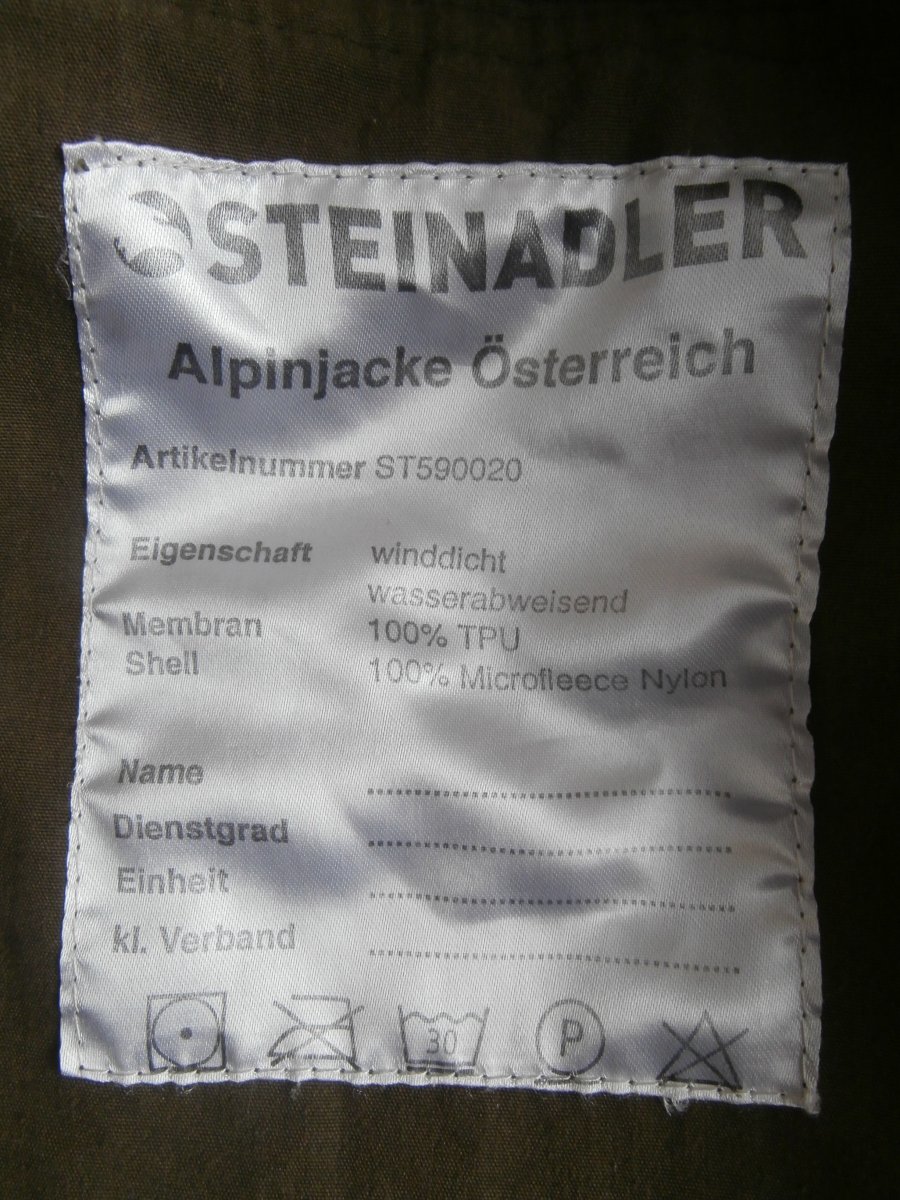 STEINADLER
Alpinjacke Österreich
Artikelnummer ST590020
Eigenschaft winddicht
wasserabweisend
Membran 100% TPU
Shell 100% Microfleece Nylon
Name
Dienstgrad
Einheit
kl. Verband
30 P